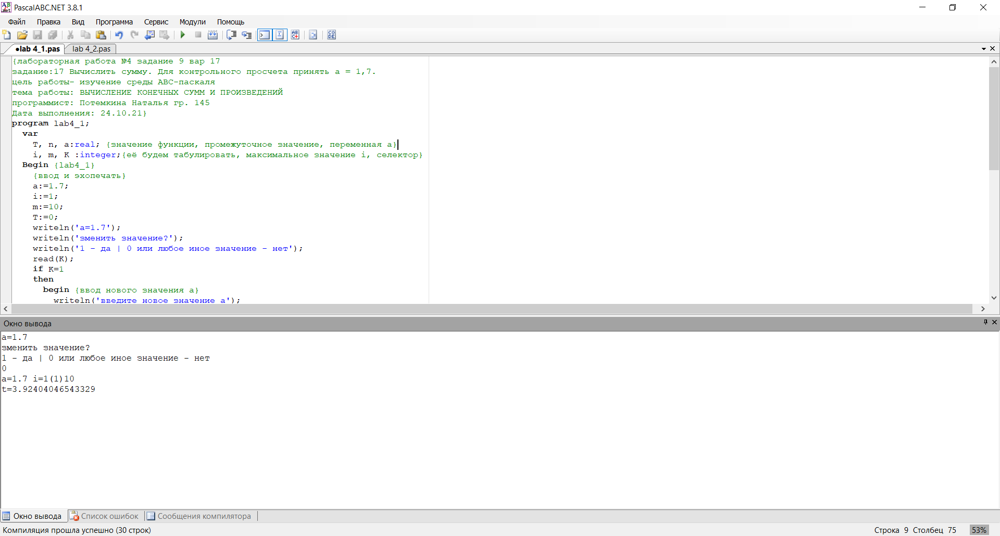 PascalABC.NET 3.8.1
Файл Правка Вид Программа Сервис Модули Помощь
●lab 4_1.pas lab 4_2.pas
{лабораторная работа №4 задание 9 вар 17
задание:17 Вычислить сумму. Для контрольного просчета принять a = 1,7.
цель работы- изучение среды АВС-паскаля
тема работы: ВЫЧИСЛЕНИЕ КОНЕЧНЫХ СУММ И ПРОИЗВЕДЕНИЙ
программист: Потемкина Наталья гр. 145
Дата выполнения: 24.10.21}
program lab4_1;
var
T, n, a:real; {значение функции, промежуточное значение, переменная a}
i, m, K :integer;{её будем табулировать, максимальное значение i, селектор}
Begin {lab4_1}
{ввод и эхопечать}
a:=1.7;
i:=1;
m:=10;
T:=0;
writeln('a=1.7');
writeln('зменить значение?');
writeln('1 - да | 0 или любое иное значение - нет');
read(K);
if K=1
then
begin {ввод нового значения a}
writeln('введите новое значение a');
Окно вывода
a=1.7
зменить значение?
1 - да | 0 или любое иное значение - нет
0
a=1.7 i=1(1)10
t=3.92404046543329
Окно вывода Список ошибок Сообщения компилятора
Компиляция прошла успешно (30 строк) Строка 9 Столбец 75 53%